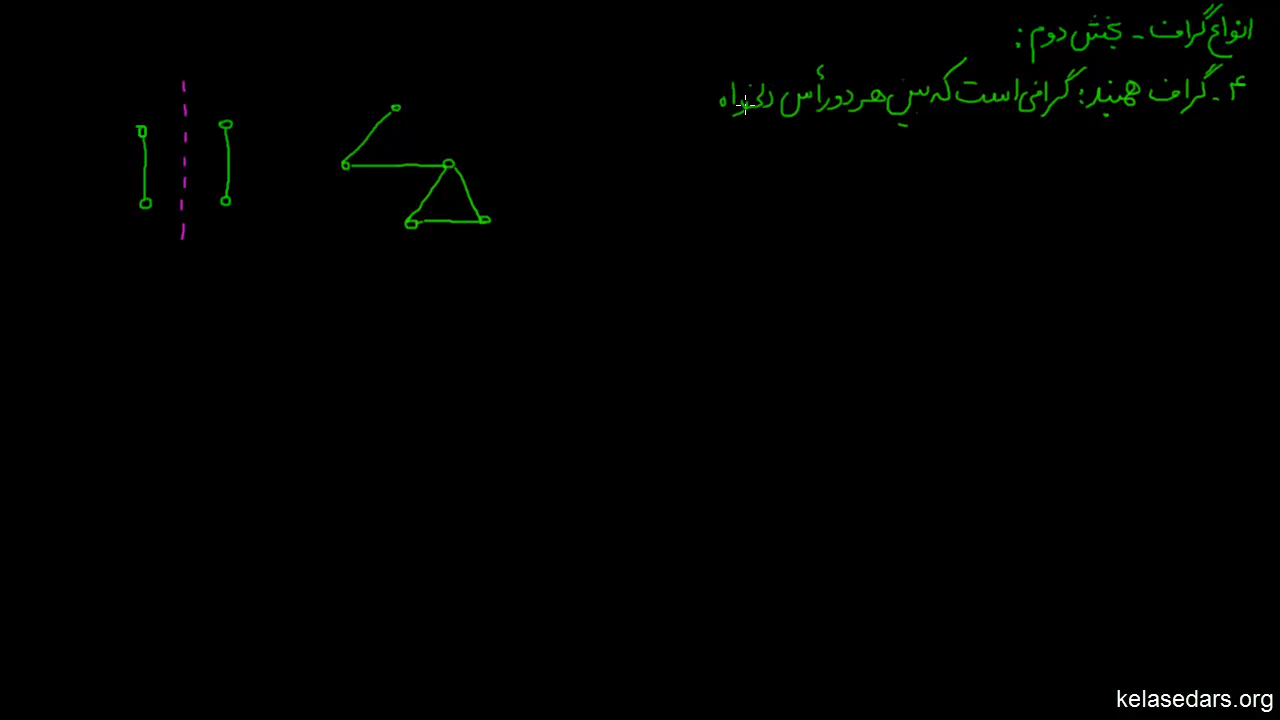 انواع گراف - بخش دوم :
۴ - گراف همبند : گرافی است که بین هر دو رأس دلخواه
kelasedars.org